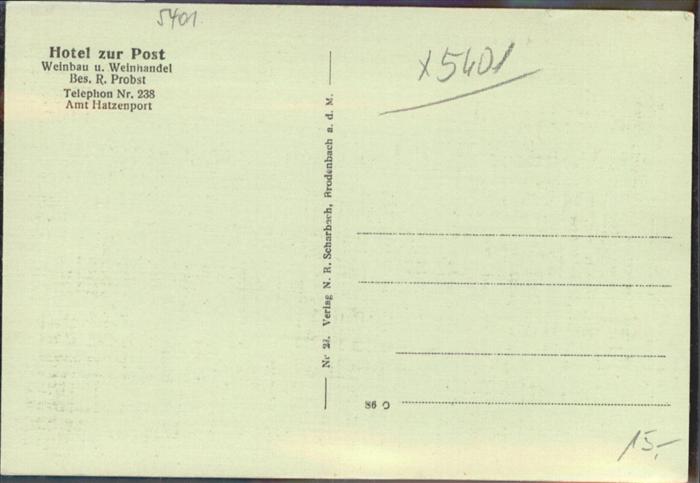 5401
Hotel zur Post
Weinbau u. Weinhandel
Bes. R. Probst
Telephon Nr. 238
Amt Hatzenport
x5401
Nr 23. Verlag N. R. Scharbach, Brodenbach a. d. M.
86 O
15,-